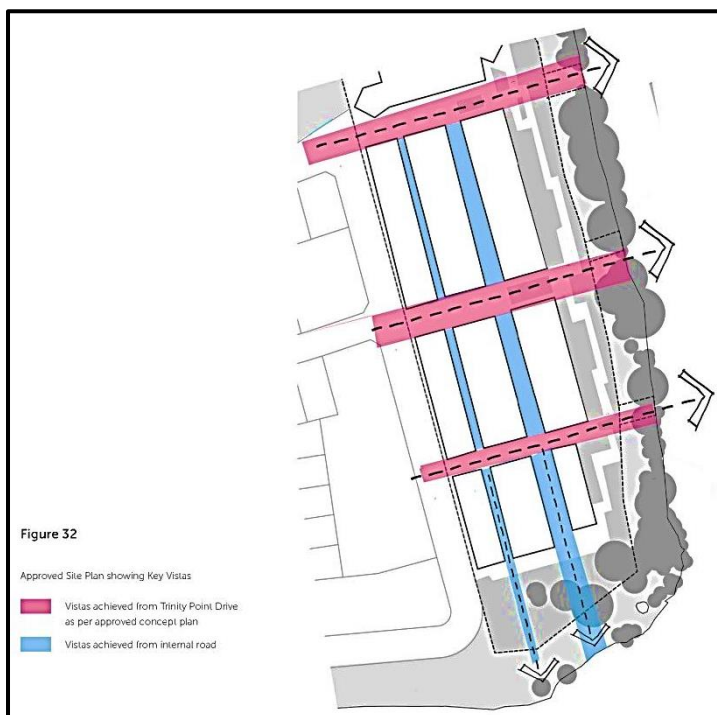 Figure 32
Approved Site Plan showing Key Vistas
Vistas achieved from Trinity Point Drive
as per approved concept plan
Vistas achieved from internal road